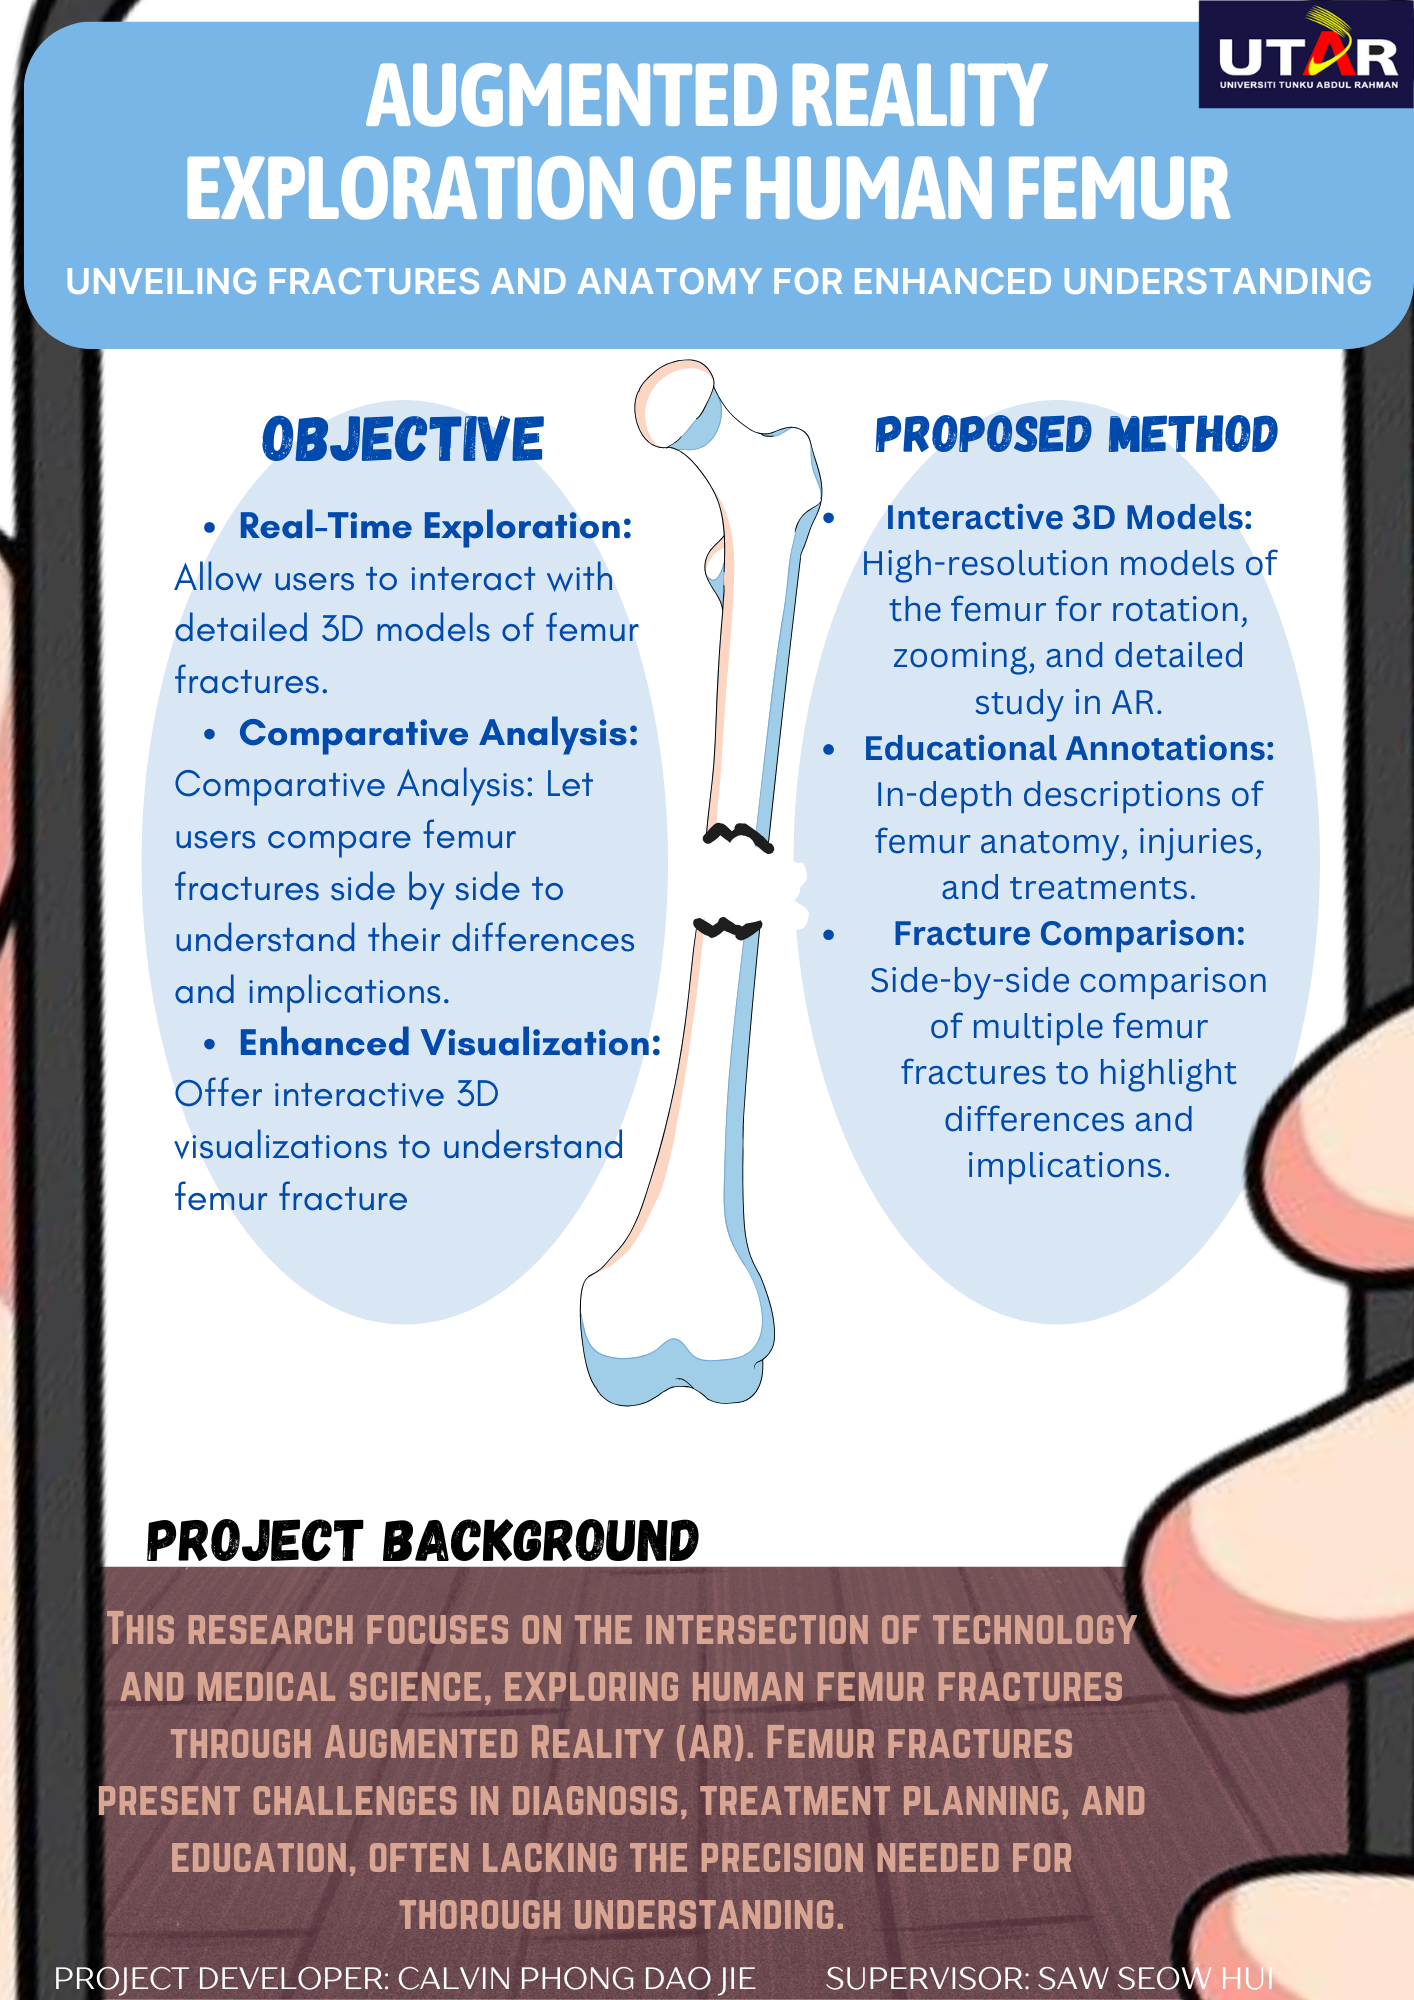 UTAR
UNIVERSITI TUNKU ABDUL RAHMAN
AUGMENTED REALITY
EXPLORATION OF HUMAN FEMUR
UNVEILING FRACTURES AND ANATOMY FOR ENHANCED UNDERSTANDING
OBJECTIVE
• Real-Time Exploration:
Allow users to interact with
detailed 3D models of femur
fractures.
• Comparative Analysis:
Comparative Analysis: Let
users compare femur
fractures side by side to
understand their differences
and implications.
• Enhanced Visualization:
Offer interactive 3D
visualizations to understand
femur fracture
PROPOSED METHOD
• Interactive 3D Models:
High-resolution models of
the femur for rotation,
zooming, and detailed
study in AR.
• Educational Annotations:
In-depth descriptions of
femur anatomy, injuries,
and treatments.
• Fracture Comparison:
Side-by-side comparison
of multiple femur
fractures to highlight
differences and
implications.
PROJECT BACKGROUND
This research focuses on the intersection of technology
and medical science, exploring human femur fractures
through Augmented Reality (AR). Femur fractures
present challenges in diagnosis, treatment planning, and
education, often lacking the precision needed for
thorough understanding.
PROJECT DEVELOPER: CALVIN PHONG DAO JIE
SUPERVISOR: SAW SEOW HUI